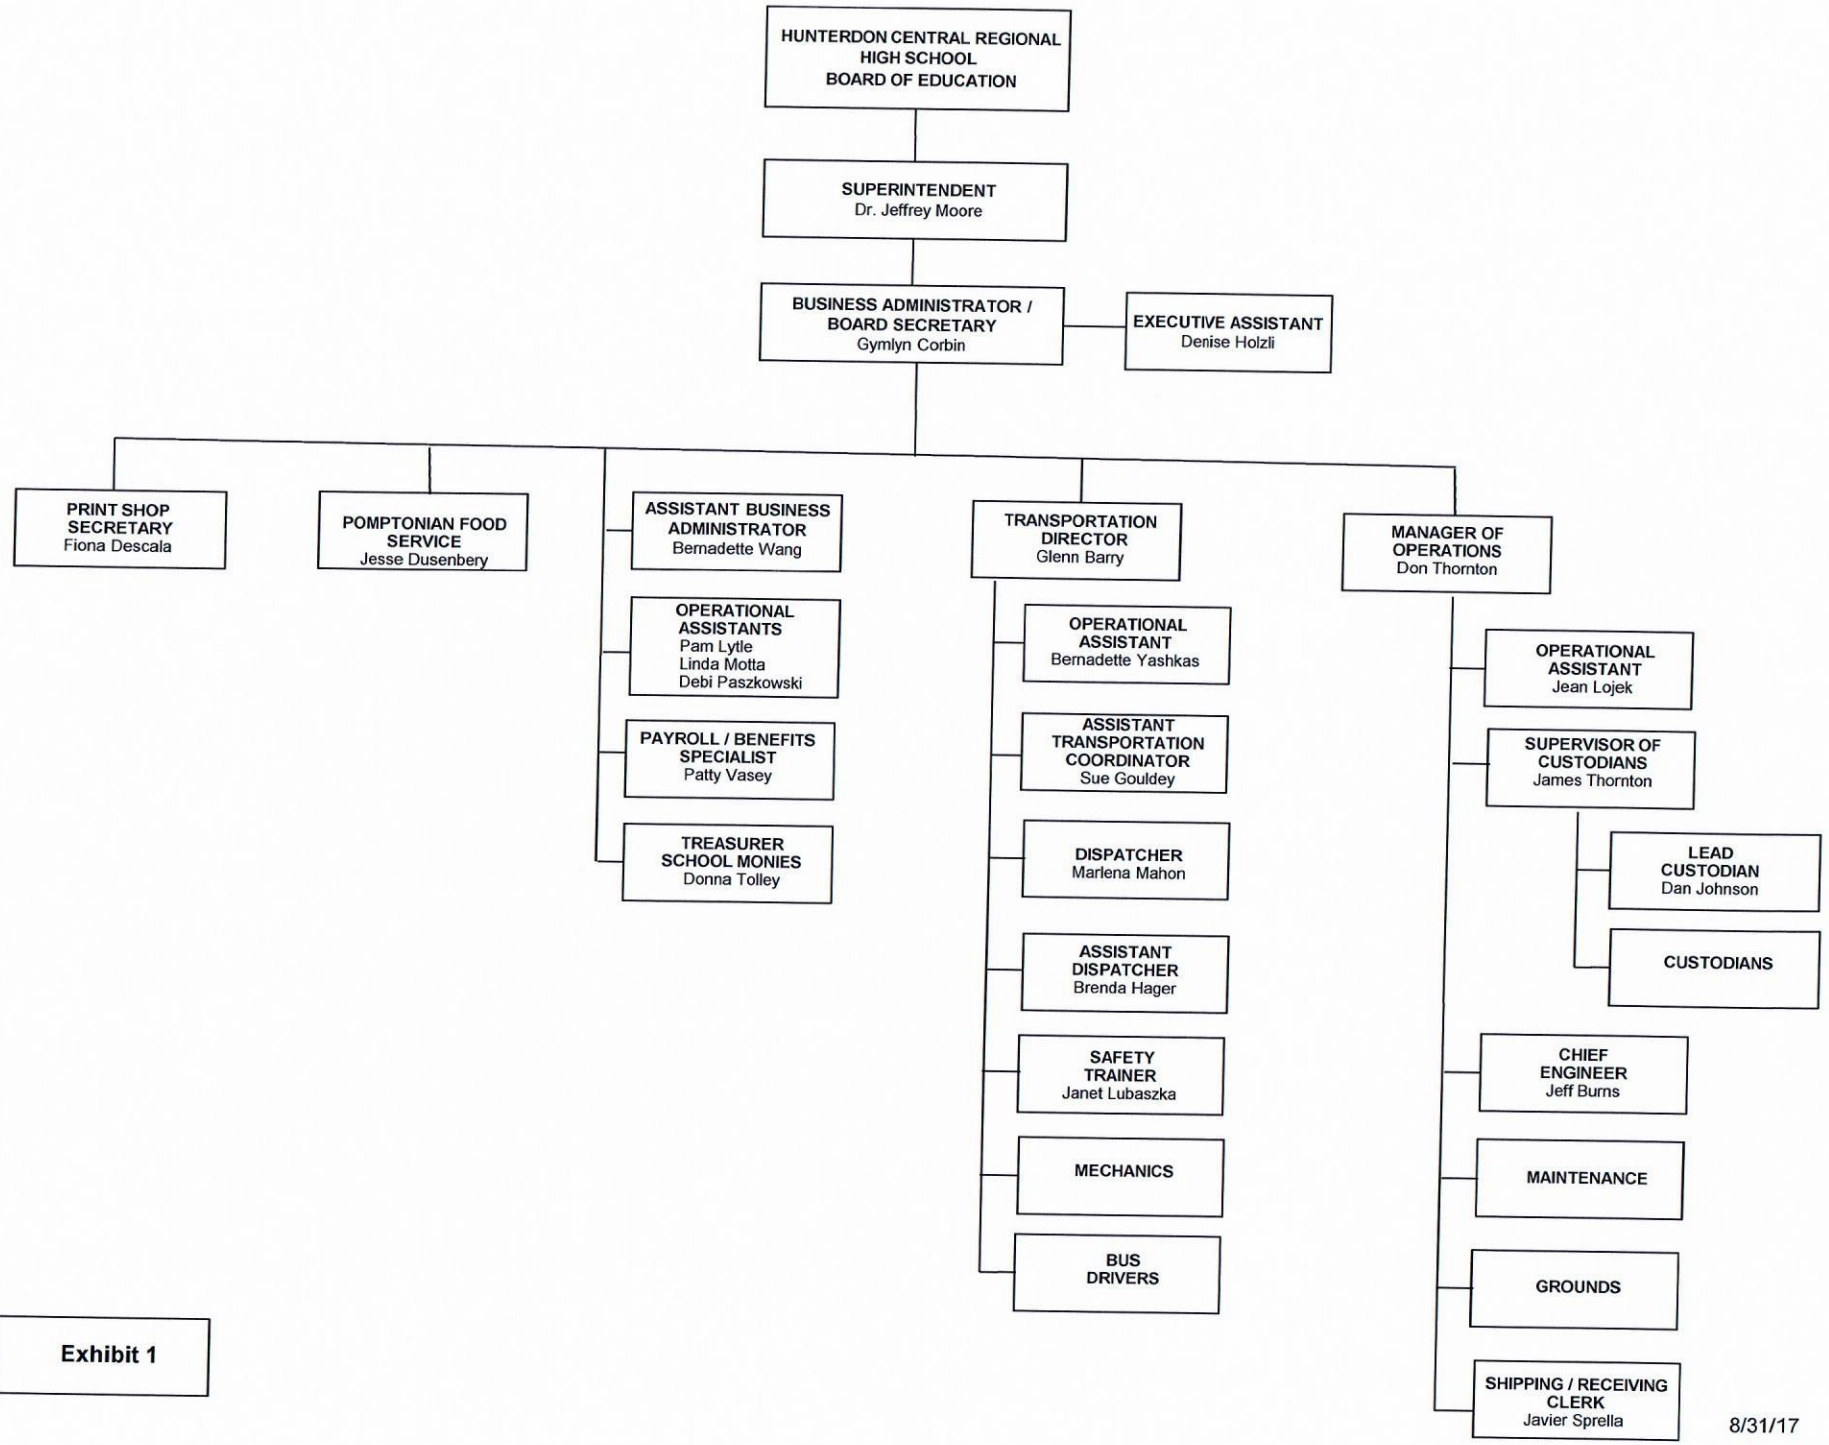 HUNTERDON CENTRAL REGIONAL
HIGH SCHOOL
BOARD OF EDUCATION
SUPERINTENDENT
Dr. Jeffrey Moore
BUSINESS ADMINISTRATOR /
BOARD SECRETARY
Gymlyn Corbin
EXECUTIVE ASSISTANT
Denise Holzli
PRINT SHOP
SECRETARY
Fiona Descala
POMPTONIAN FOOD
SERVICE
Jesse Dusenbery
ASSISTANT BUSINESS
ADMINISTRATOR
Bernadette Wang
OPERATIONAL
ASSISTANTS
Pam Lytle
Linda Motta
Debi Paszkowski
PAYROLL / BENEFITS
SPECIALIST
Patty Vasey
TREASURER
SCHOOL MONIES
Donna Tolley
TRANSPORTATION
DIRECTOR
Glenn Barry
OPERATIONAL
ASSISTANT
Bernadette Yashkas
ASSISTANT
TRANSPORTATION
COORDINATOR
Sue Gouldey
DISPATCHER
Marlena Mahon
ASSISTANT
DISPATCHER
Brenda Hager
SAFETY
TRAINER
Janet Lubaszka
MECHANICS
BUS
DRIVERS
MANAGER OF
OPERATIONS
Don Thornton
OPERATIONAL
ASSISTANT
Jean Lojek
SUPERVISOR OF
CUSTODIANS
James Thornton
LEAD
CUSTODIAN
Dan Johnson
CUSTODIANS
CHIEF
ENGINEER
Jeff Burns
MAINTENANCE
GROUNDS
SHIPPING / RECEIVING
CLERK
Javier Sprella
Exhibit 1
8/31/17